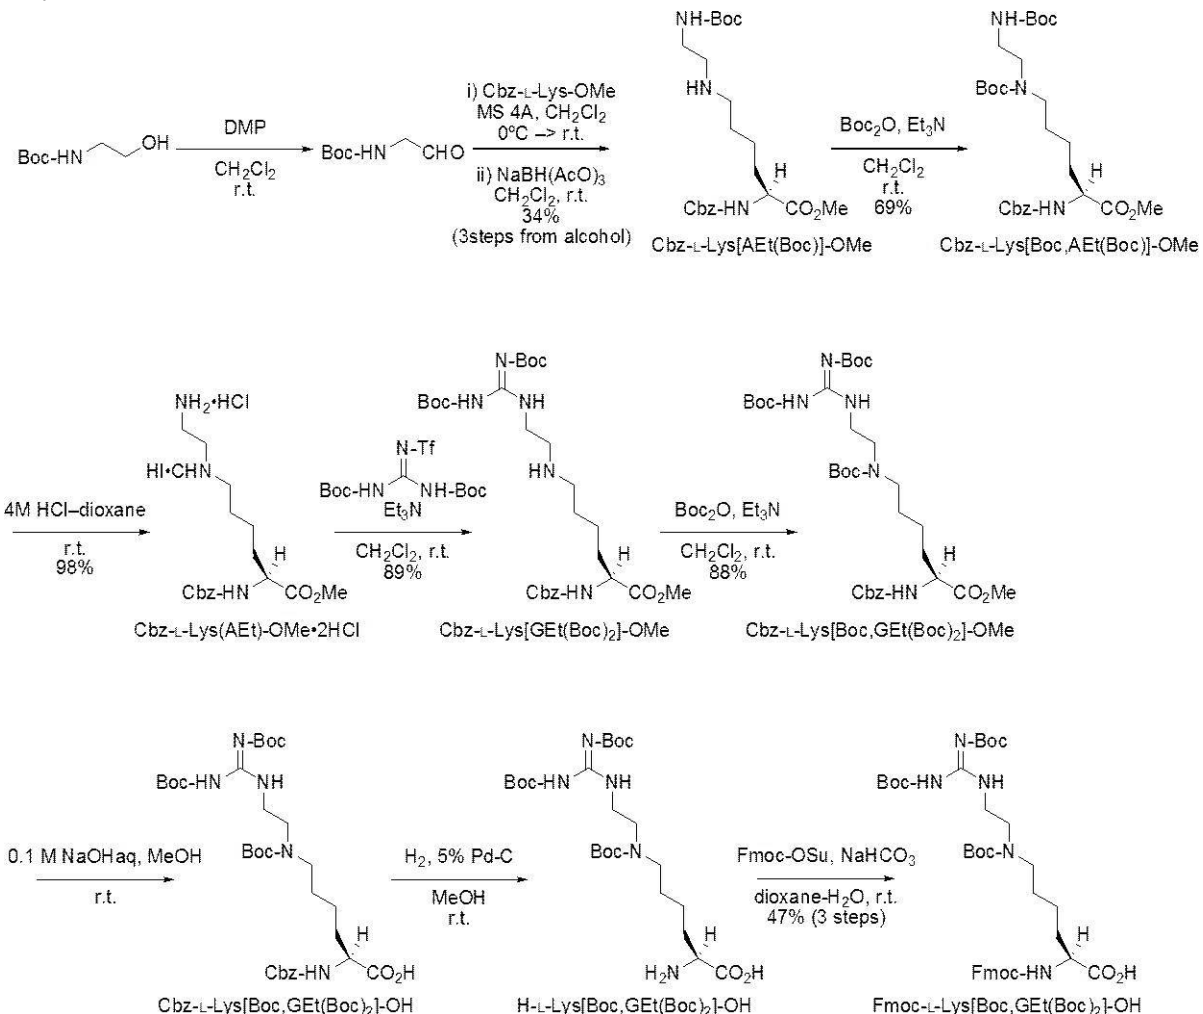 NH-Boc
HN
Cbz-HN
H
CO₂Me
Cbz-L-Lys[AEt(Boc)]-OMe
NH-Boc
Boc-N
Cbz-HN
H
CO₂Me
Cbz-L-Lys[Boc,AEt(Boc)]-OMe
Boc-HN
OH
DMP
CH₂Cl₂
r.t.
Boc-HN
CHO
i) Cbz-L-Lys-OMe
MS 4A, CH₂Cl₂
0ºC –> r.t.
ii) NaBH(AcO)₃
CH₂Cl₂, r.t.
34%
(3steps from alcohol)
Boc₂O, Et₃N
CH₂Cl₂
r.t.
69%
4M HCl–dioxane
r.t.
98%
NH₂•HCl
HI•CHN
H
Cbz-HN
CO₂Me
Cbz-L-Lys(AEt)-OMe•2HCl
N-Tf
Boc-HN
HN-Boc
Et₃N
CH₂Cl₂, r.t.
89%
N-Boc
Boc-HN
NH
HN
H
Cbz-HN
CO₂Me
Cbz-L-Lys[GEt(Boc)₂]-OMe
Boc₂O, Et₃N
CH₂Cl₂, r.t.
88%
N-Boc
Boc-HN
NH
Boc-N
H
Cbz-HN
CO₂Me
Cbz-L-Lys[Boc,GEt(Boc)₂]-OMe
0.1 M NaOHaq, MeOH
r.t.
N-Boc
Boc-HN
NH
Boc-N
H
Cbz-HN
CO₂H
Cbz-L-Lys[Boc,GEt(Boc)₂]-OH
H₂, 5% Pd-C
MeOH
r.t.
N-Boc
Boc-HN
NH
Boc-N
H
H₂N
CO₂H
H-L-Lys[Boc,GEt(Boc)₂]-OH
Fmoc-OSu, NaHCO₃
dioxane-H₂O, r.t.
47% (3 steps)
N-Boc
Boc-HN
NH
Boc-N
H
Fmoc-HN
CO₂H
Fmoc-L-Lys[Boc,GEt(Boc)₂]-OH